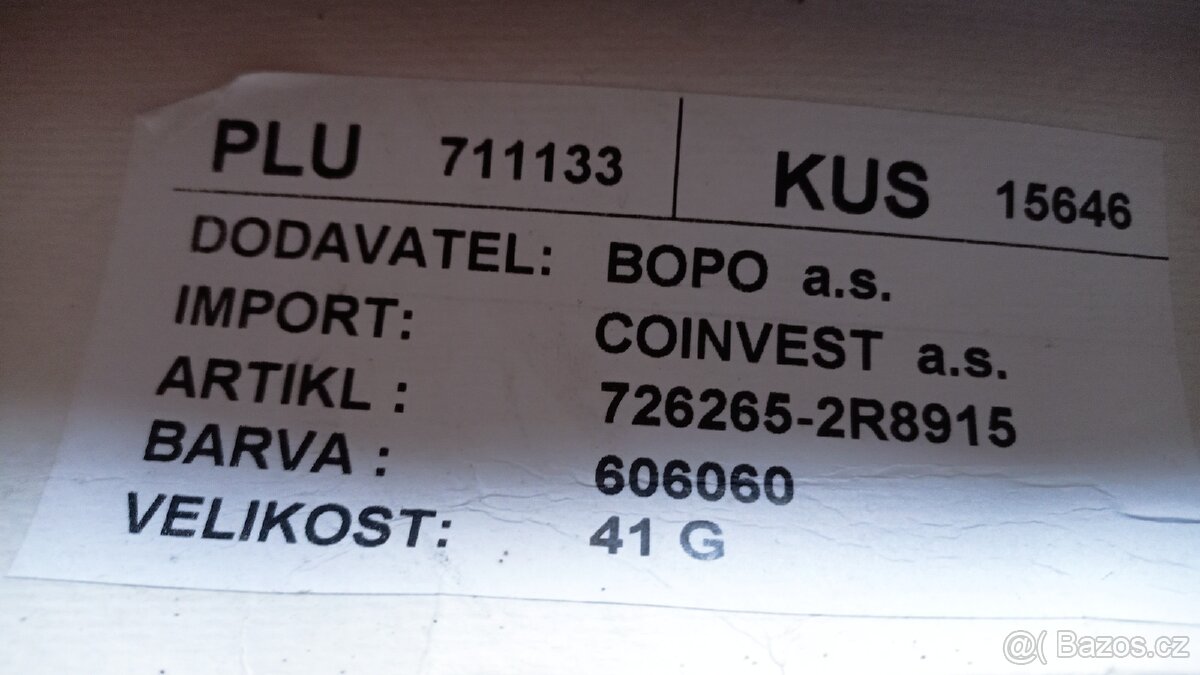 PLU 711133 KUS 15646
DODAVATEL: BOPO a.s.
IMPORT: COINVEST a.s.
ARTIKL : 726265-2R8915
BARVA : 606060
VELIKOST: 41 G
@( Bazos.cz